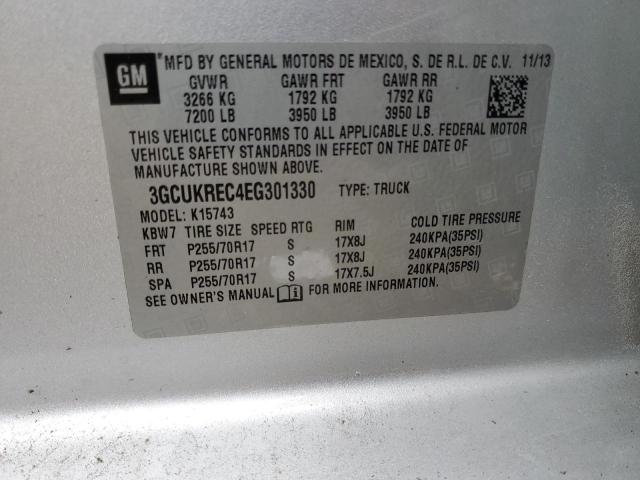 GM
* MFD BY GENERAL MOTORS DE MEXICO, S. DE R.L. DE C.V. 11/13
GVWR GAWR FRT GAWR RR
3266 KG 1792 KG 1792 KG
7200 LB 3950 LB 3950 LB
THIS VEHICLE CONFORMS TO ALL APPLICABLE U.S. FEDERAL MOTOR
VEHICLE SAFETY STANDARDS IN EFFECT ON THE DATE OF
MANUFACTURE SHOWN ABOVE.
3GCUKREC4EG301330 TYPE: TRUCK
MODEL: K15743
KBW7 TIRE SIZE SPEED RTG RIM COLD TIRE PRESSURE
FRT P255/70R17 S 17X8J 240KPA(35PSI)
RR P255/70R17 S 17X8J 240KPA(35PSI)
SPA P255/70R17 S 17X7.5J 240KPA(35PSI)
SEE OWNER'S MANUAL FOR MORE INFORMATION.